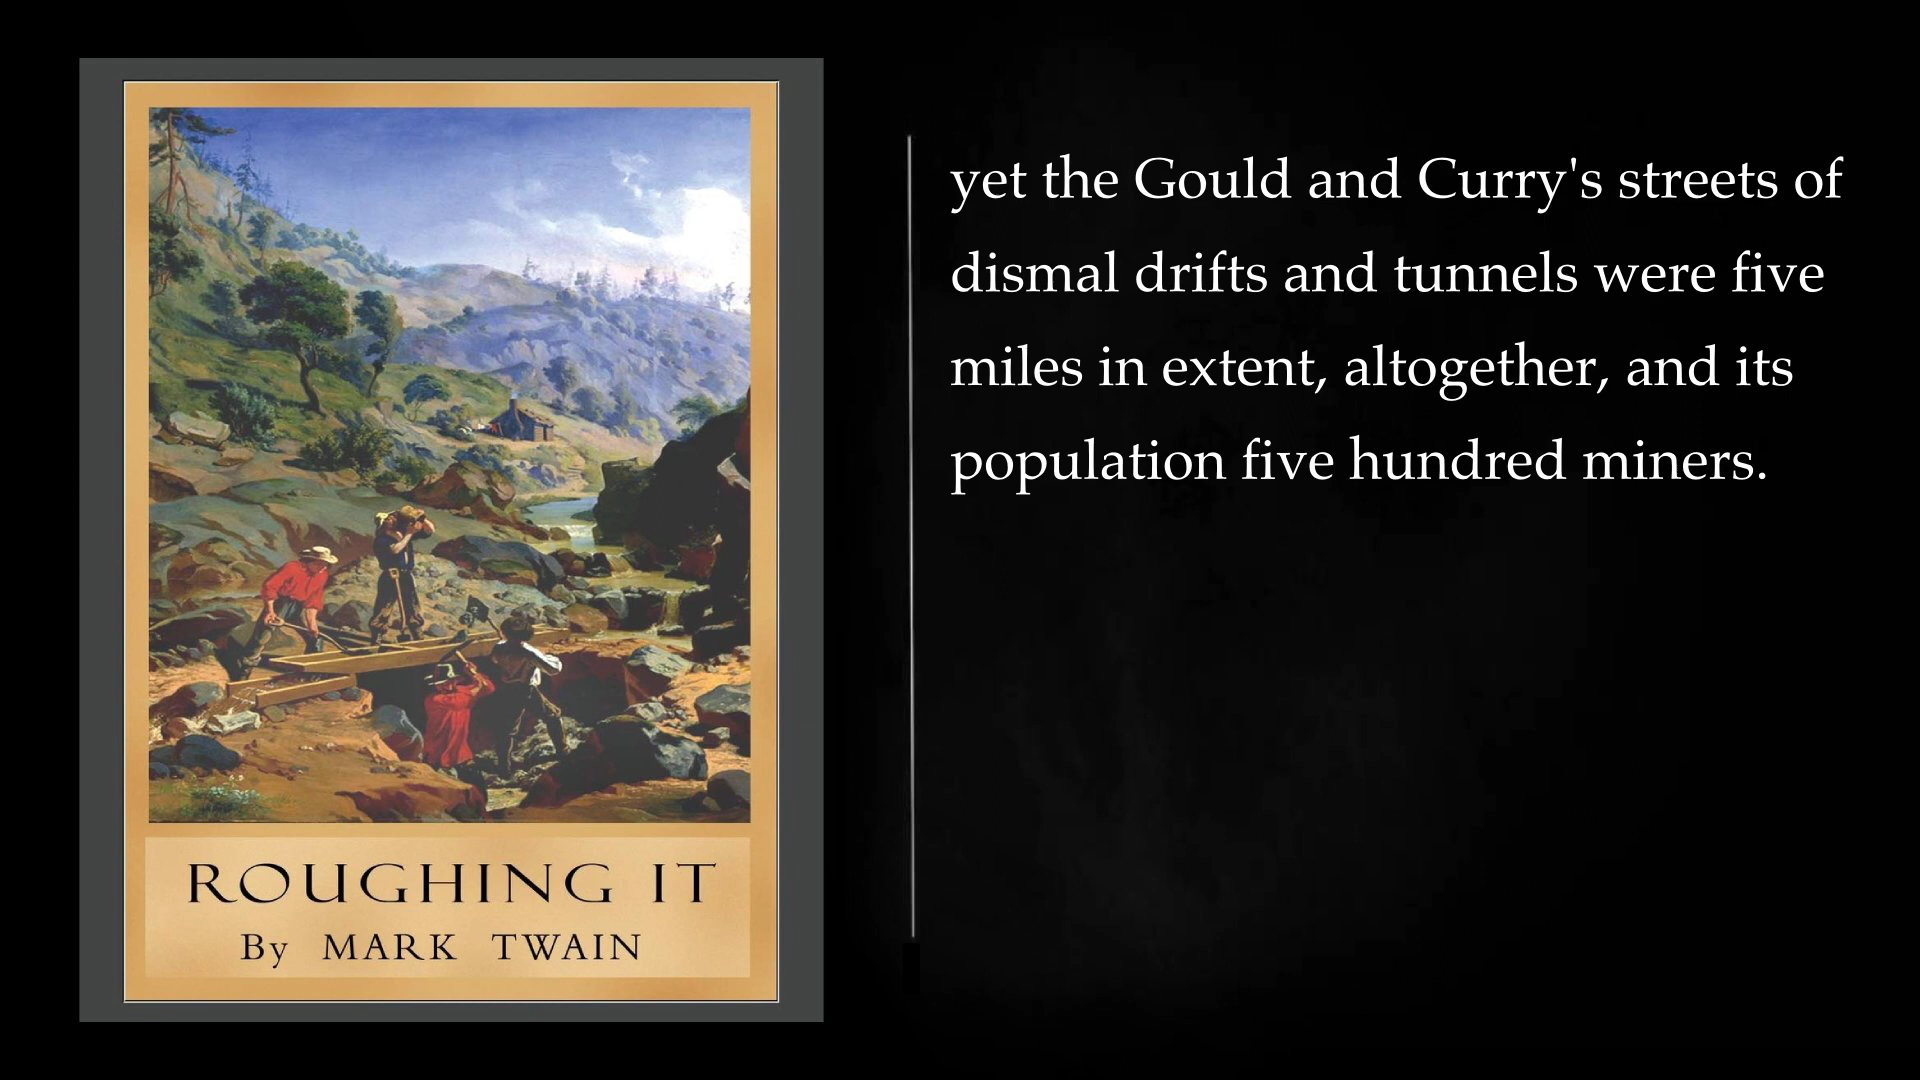 ROUGHING IT
By MARK TWAIN
yet the Gould and Curry's streets of
dismal drifts and tunnels were five
miles in extent, altogether, and its
population five hundred miners.